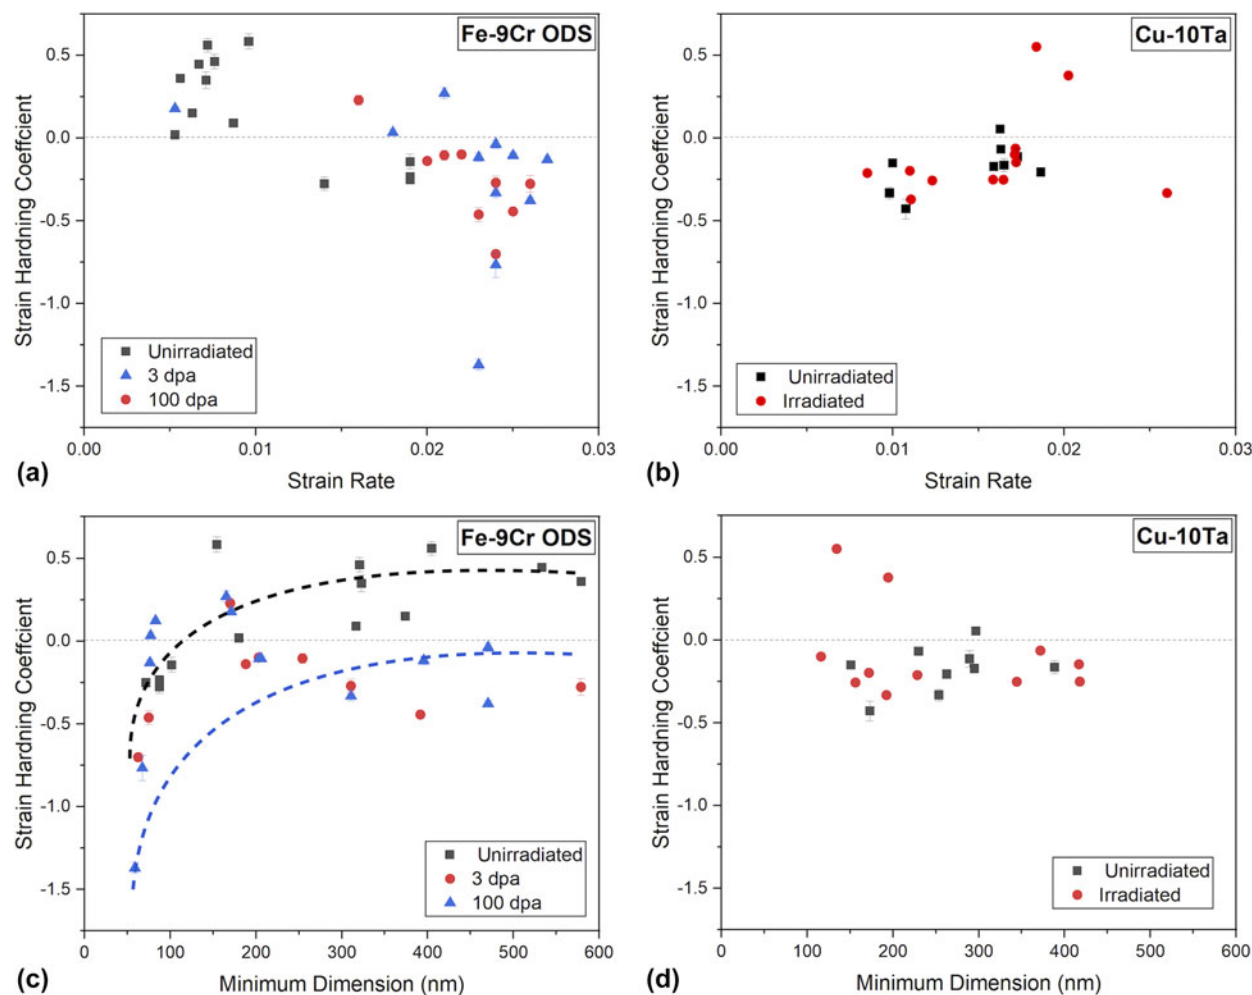 Fe-9Cr ODS
0.5
0.0
-0.5
-1.0
-1.5
Strain Hardning Coeffcient
Unirradiated
3 dpa
100 dpa
0.00
0.01
0.02
0.03
Strain Rate
(a)
Cu-10Ta
0.5
0.0
-0.5
-1.0
-1.5
Strain Hardning Coeffcient
Unirradiated
Irradiated
0.00
0.01
0.02
0.03
Strain Rate
(b)
Fe-9Cr ODS
0.5
0.0
-0.5
-1.0
-1.5
Strain Hardning Coeffcient
Unirradiated
3 dpa
100 dpa
0
100
200
300
400
500
600
Minimum Dimension (nm)
(c)
Cu-10Ta
0.5
0.0
-0.5
-1.0
-1.5
Strain Hardning Coeffcient
Unirradiated
Irradiated
0
100
200
300
400
500
600
Minimum Dimension (nm)
(d)